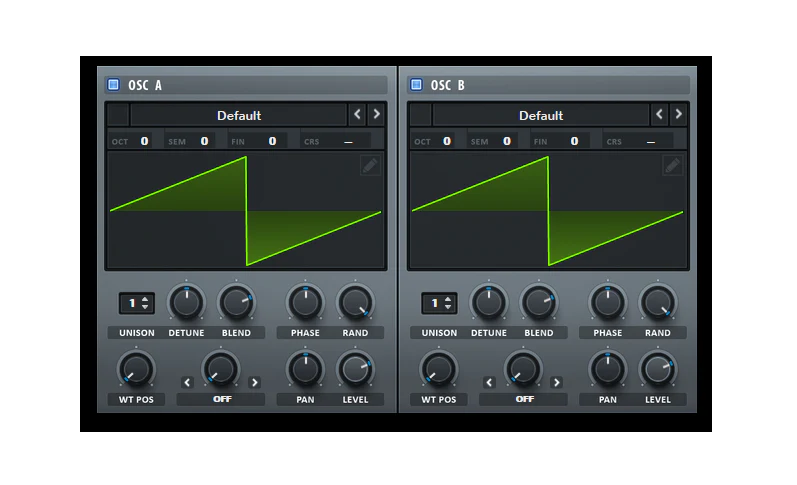 OSC A
Default
OCT 0 SEM 0 FIN 0 CRS –
1
UNISON DETUNE BLEND PHASE RAND
WT POS OFF PAN LEVEL
OSC B
Default
OCT 0 SEM 0 FIN 0 CRS –
1
UNISON DETUNE BLEND PHASE RAND
WT POS OFF PAN LEVEL